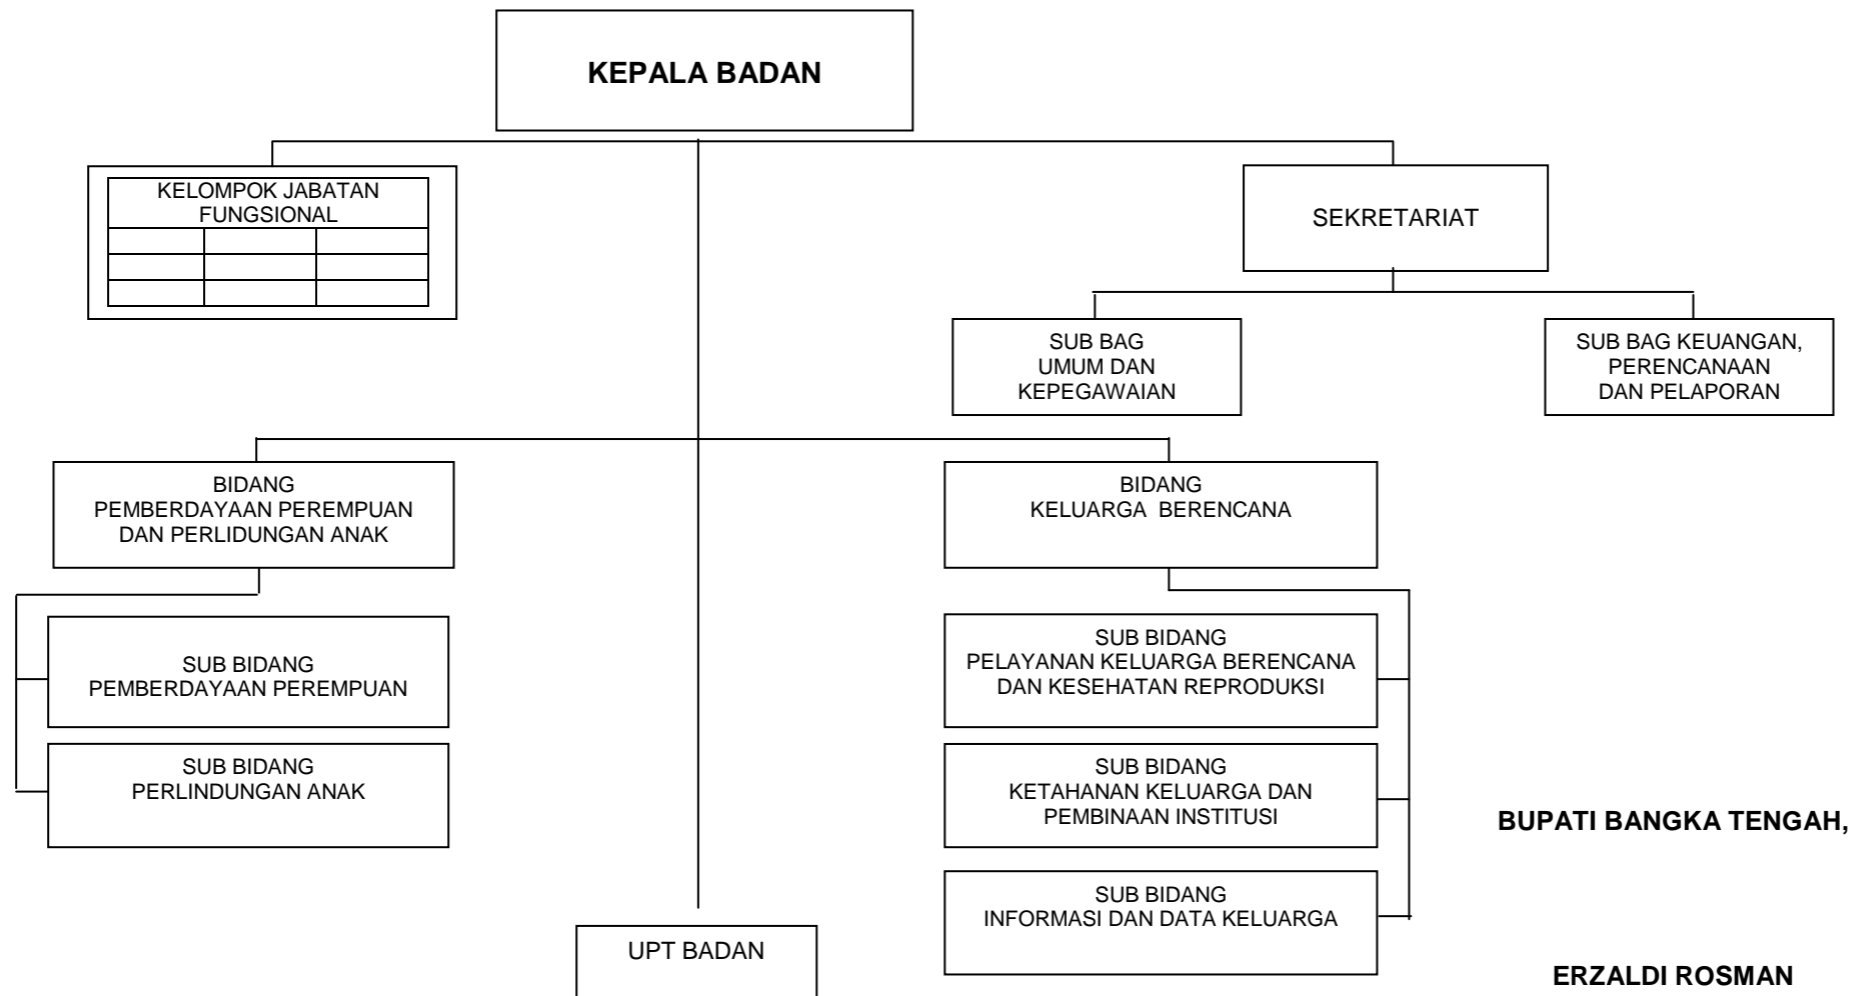 KEPALA BADAN
KELOMPOK JABATAN
FUNGSIONAL
SEKRETARIAT
SUB BAG
UMUM DAN
KEPEGAWAIAN
SUB BAG KEUANGAN,
PERENCANAAN
DAN PELAPORAN
BIDANG
PEMBERDAYAAN PEREMPUAN
DAN PERLIDUNGAN ANAK
BIDANG
KELUARGA BERENCANA
SUB BIDANG
PEMBERDAYAAN PEREMPUAN
SUB BIDANG
PERLINDUNGAN ANAK
SUB BIDANG
PELAYANAN KELUARGA BERENCANA
DAN KESEHATAN REPRODUKSI
SUB BIDANG
KETAHANAN KELUARGA DAN
PEMBINAAN INSTITUSI
SUB BIDANG
INFORMASI DAN DATA KELUARGA
UPT BADAN
BUPATI BANGKA TENGAH,
ERZALDI ROSMAN